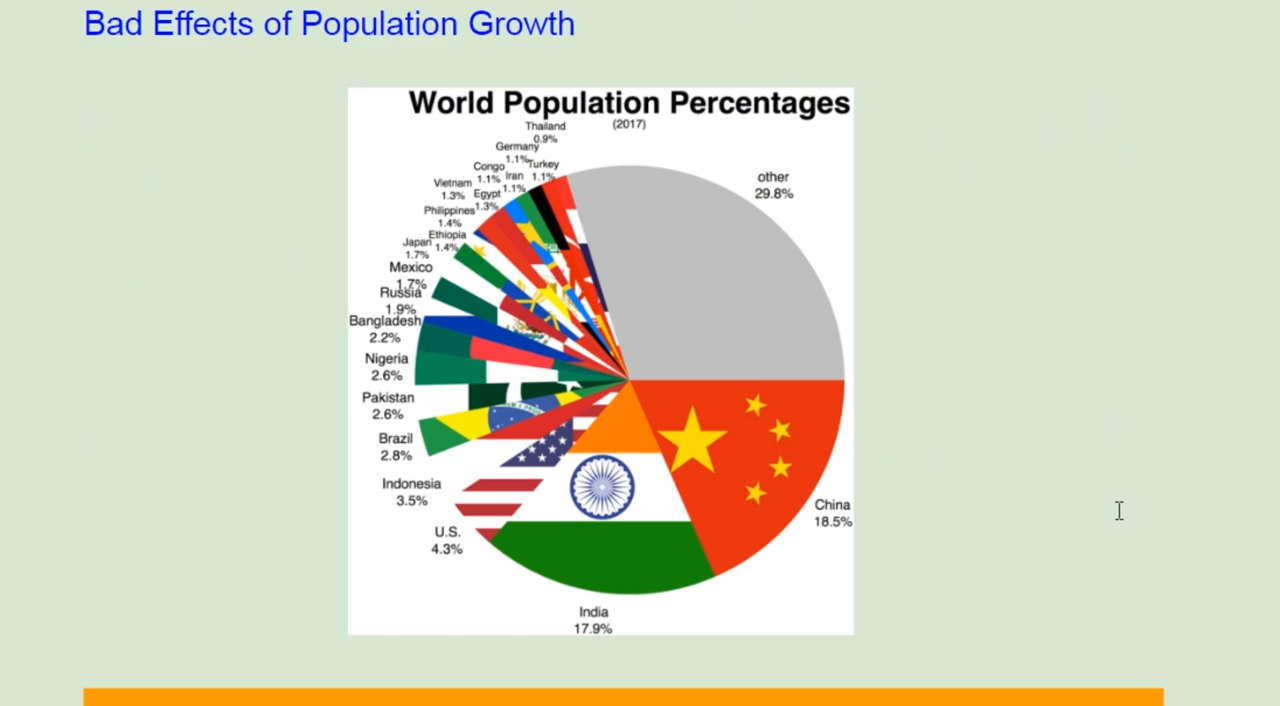 Bad Effects of Population Growth
World Population Percentages
(2017)
Thailand
0.9%
Germany
1.1%
Turkey
1.1%
Congo
1.1%
Iran
1.1%
Vietnam
1.3%
Egypt
1.3%
Philippines
1.4%
Ethiopia
1.4%
Japan
1.7%
Mexico
1.7%
Russia
1.9%
Bangladesh
2.2%
Nigeria
2.6%
Pakistan
2.6%
Brazil
2.8%
Indonesia
3.5%
U.S.
4.3%
India
17.9%
China
18.5%
other
29.8%